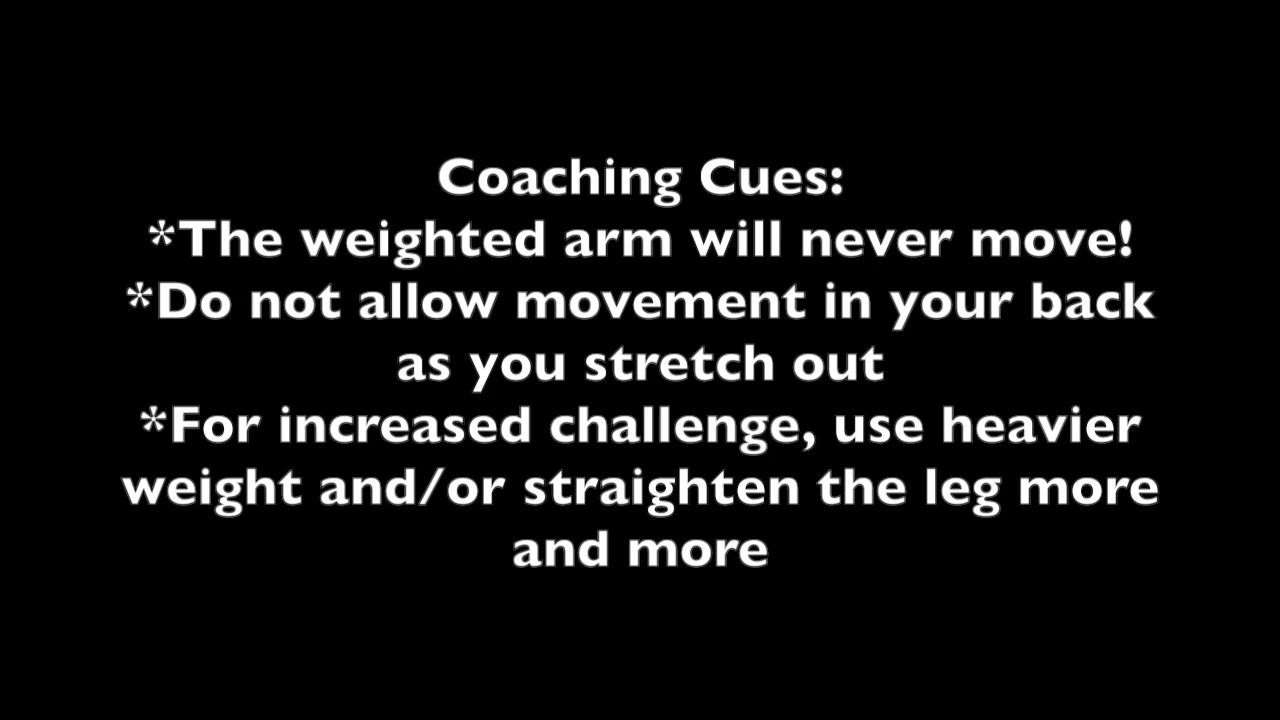 Coaching Cues:
*The weighted arm will never move!
*Do not allow movement in your back
as you stretch out
*For increased challenge, use heavier
weight and/or straighten the leg more
and more